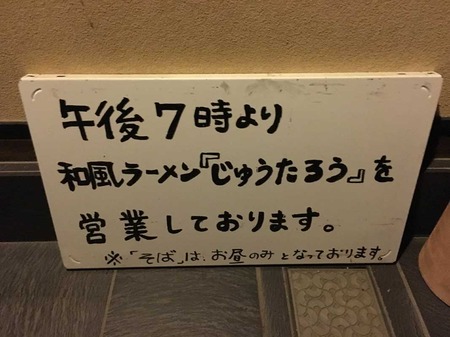 午後7時より
和風ラーメン『じゅうたろう』を
営業しております。
※「そば」は、お昼のみとなっております。